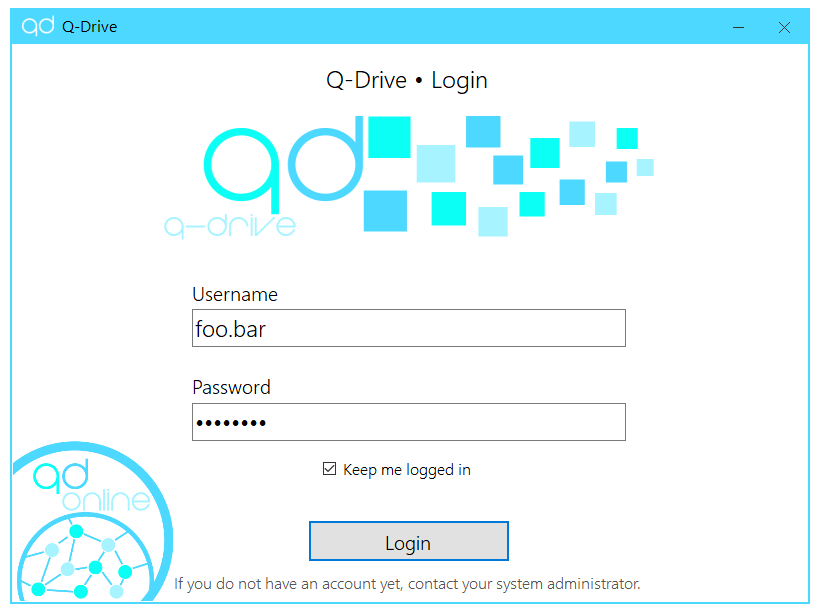 qd Q-Drive
Q-Drive • Login
qd
q-drive
Username
foo.bar
Password
••••••••
Keep me logged in
qd
online
Login
If you do not have an account yet, contact your system administrator.